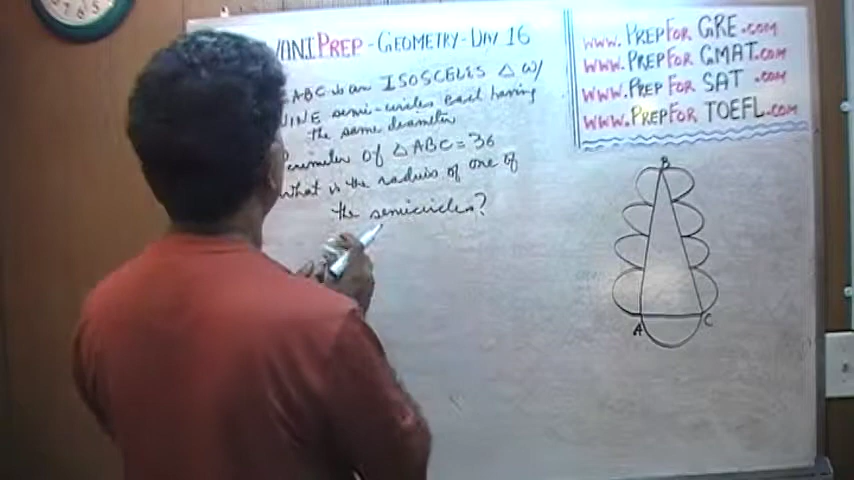 VANIPREP - GEOMETRY - DAY 16
ABC is an ISOSCELES △ W/
NINE semi-circles each having
the same diameter
Perimeter of △ABC = 36
What is the radius of one of
the semicircles?
www.PREPFOR GRE.com
www.PREPFOR GMAT.com
www.PREPFOR SAT.com
www.PREPFOR TOEFL.com
B
A
C